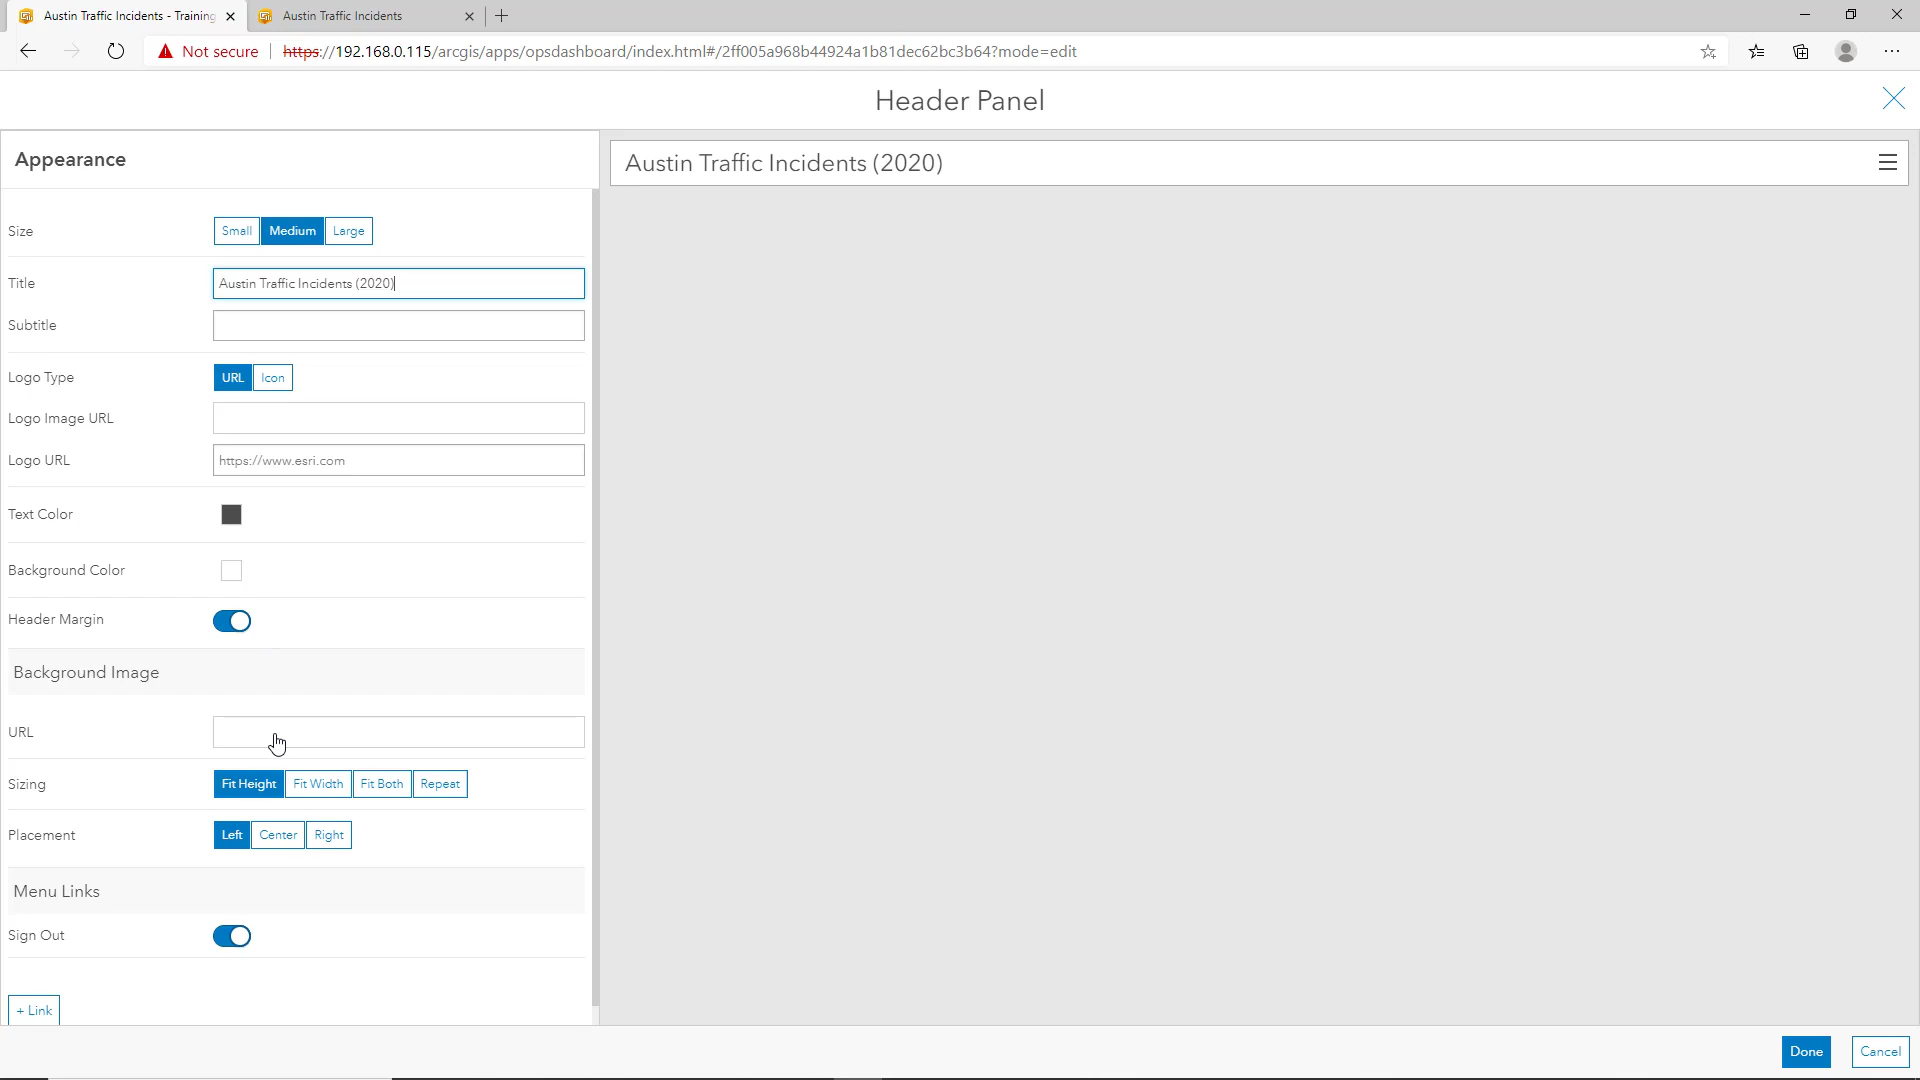 Austin Traffic Incidents - Training
Austin Traffic Incidents
Not secure
https://192.168.0.115/arcgis/apps/opsdashboard/index.html#/2ff005a968b44924a1b81dec62bc3b64?mode=edit
Header Panel
Appearance
Austin Traffic Incidents (2020)
Size
Small Medium Large
Title
Austin Traffic Incidents (2020)
Subtitle
Logo Type
URL Icon
Logo Image URL
Logo URL
https://www.esri.com
Text Color
Background Color
Header Margin
Background Image
URL
Sizing
Fit Height Fit Width Fit Both Repeat
Placement
Left Center Right
Menu Links
Sign Out
+ Link
Done Cancel